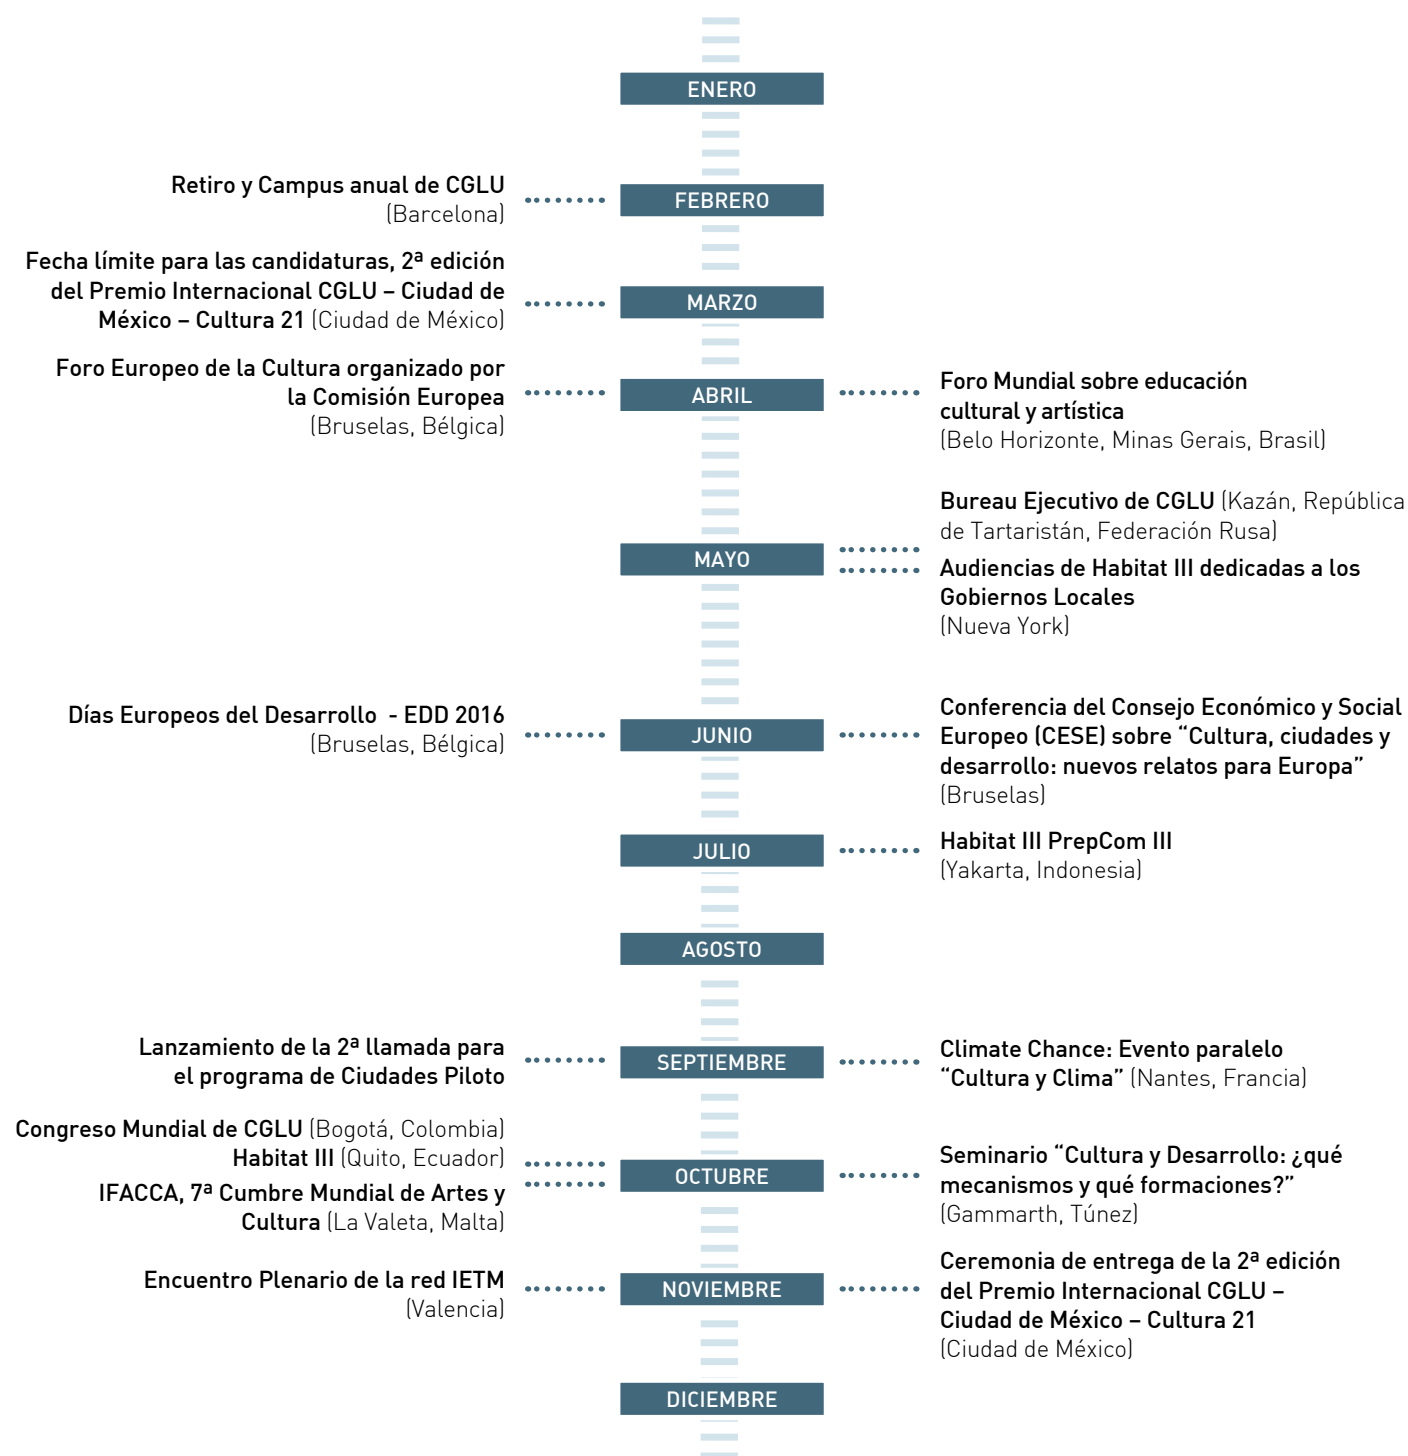 ENERO
Retiro y Campus anual de CGLU
(Barcelona)
FEBRERO
Fecha límite para las candidaturas, 2ª edición
del Premio Internacional CGLU – Ciudad de
México – Cultura 21 (Ciudad de México)
MARZO
Foro Europeo de la Cultura organizado por
la Comisión Europea
(Bruselas, Bélgica)
ABRIL
Foro Mundial sobre educación
cultural y artística
(Belo Horizonte, Minas Gerais, Brasil)
MAYO
Bureau Ejecutivo de CGLU (Kazán, República
de Tartaristán, Federación Rusa)
Audiencias de Habitat III dedicadas a los
Gobiernos Locales
(Nueva York)
Días Europeos del Desarrollo - EDD 2016
(Bruselas, Bélgica)
JUNIO
Conferencia del Consejo Económico y Social
Europeo (CESE) sobre “Cultura, ciudades y
desarrollo: nuevos relatos para Europa”
(Bruselas)
JULIO
Habitat III PrepCom III
(Yakarta, Indonesia)
AGOSTO
Lanzamiento de la 2ª llamada para
el programa de Ciudades Piloto
SEPTIEMBRE
Climate Chance: Evento paralelo
“Cultura y Clima” (Nantes, Francia)
Congreso Mundial de CGLU (Bogotá, Colombia)
Habitat III (Quito, Ecuador)
IFACCA, 7ª Cumbre Mundial de Artes y
Cultura (La Valeta, Malta)
OCTUBRE
Seminario “Cultura y Desarrollo: ¿qué
mecanismos y qué formaciones?”
(Gammarth, Túnez)
Encuentro Plenario de la red IETM
(Valencia)
NOVIEMBRE
Ceremonia de entrega de la 2ª edición
del Premio Internacional CGLU –
Ciudad de México – Cultura 21
(Ciudad de México)
DICIEMBRE